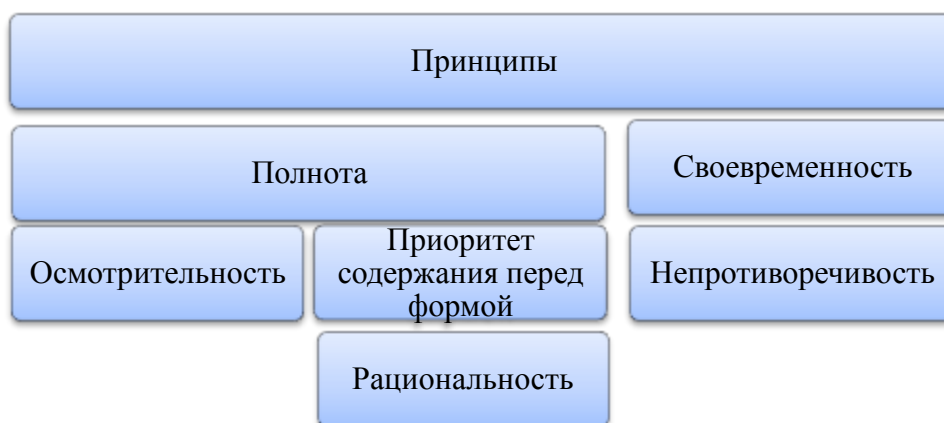 Принципы
Полнота
Своевременность
Осмотрительность
Приоритет
содержания перед
формой
Непротиворечивость
Рациональность